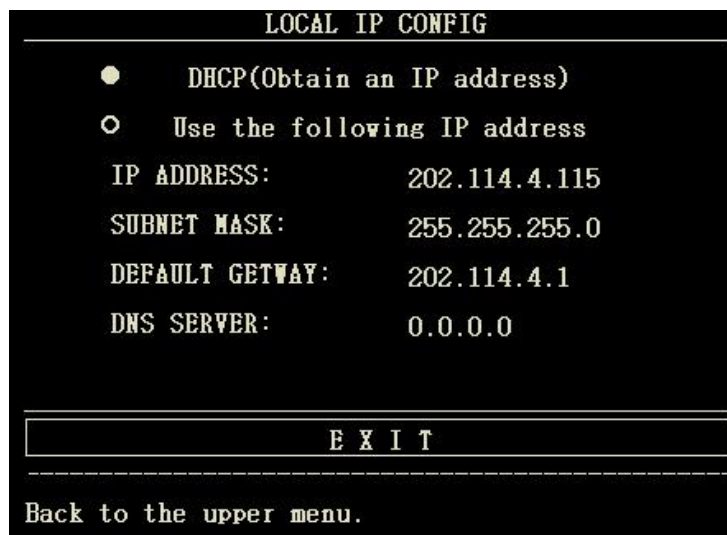 LOCAL IP CONFIG
DHCP(Obtain an IP address)
Use the following IP address
IP ADDRESS: 202.114.4.115
SUBNET MASK: 255.255.255.0
DEFAULT GETWAY: 202.114.4.1
DNS SERVER: 0.0.0.0
E X I T
Back to the upper menu.